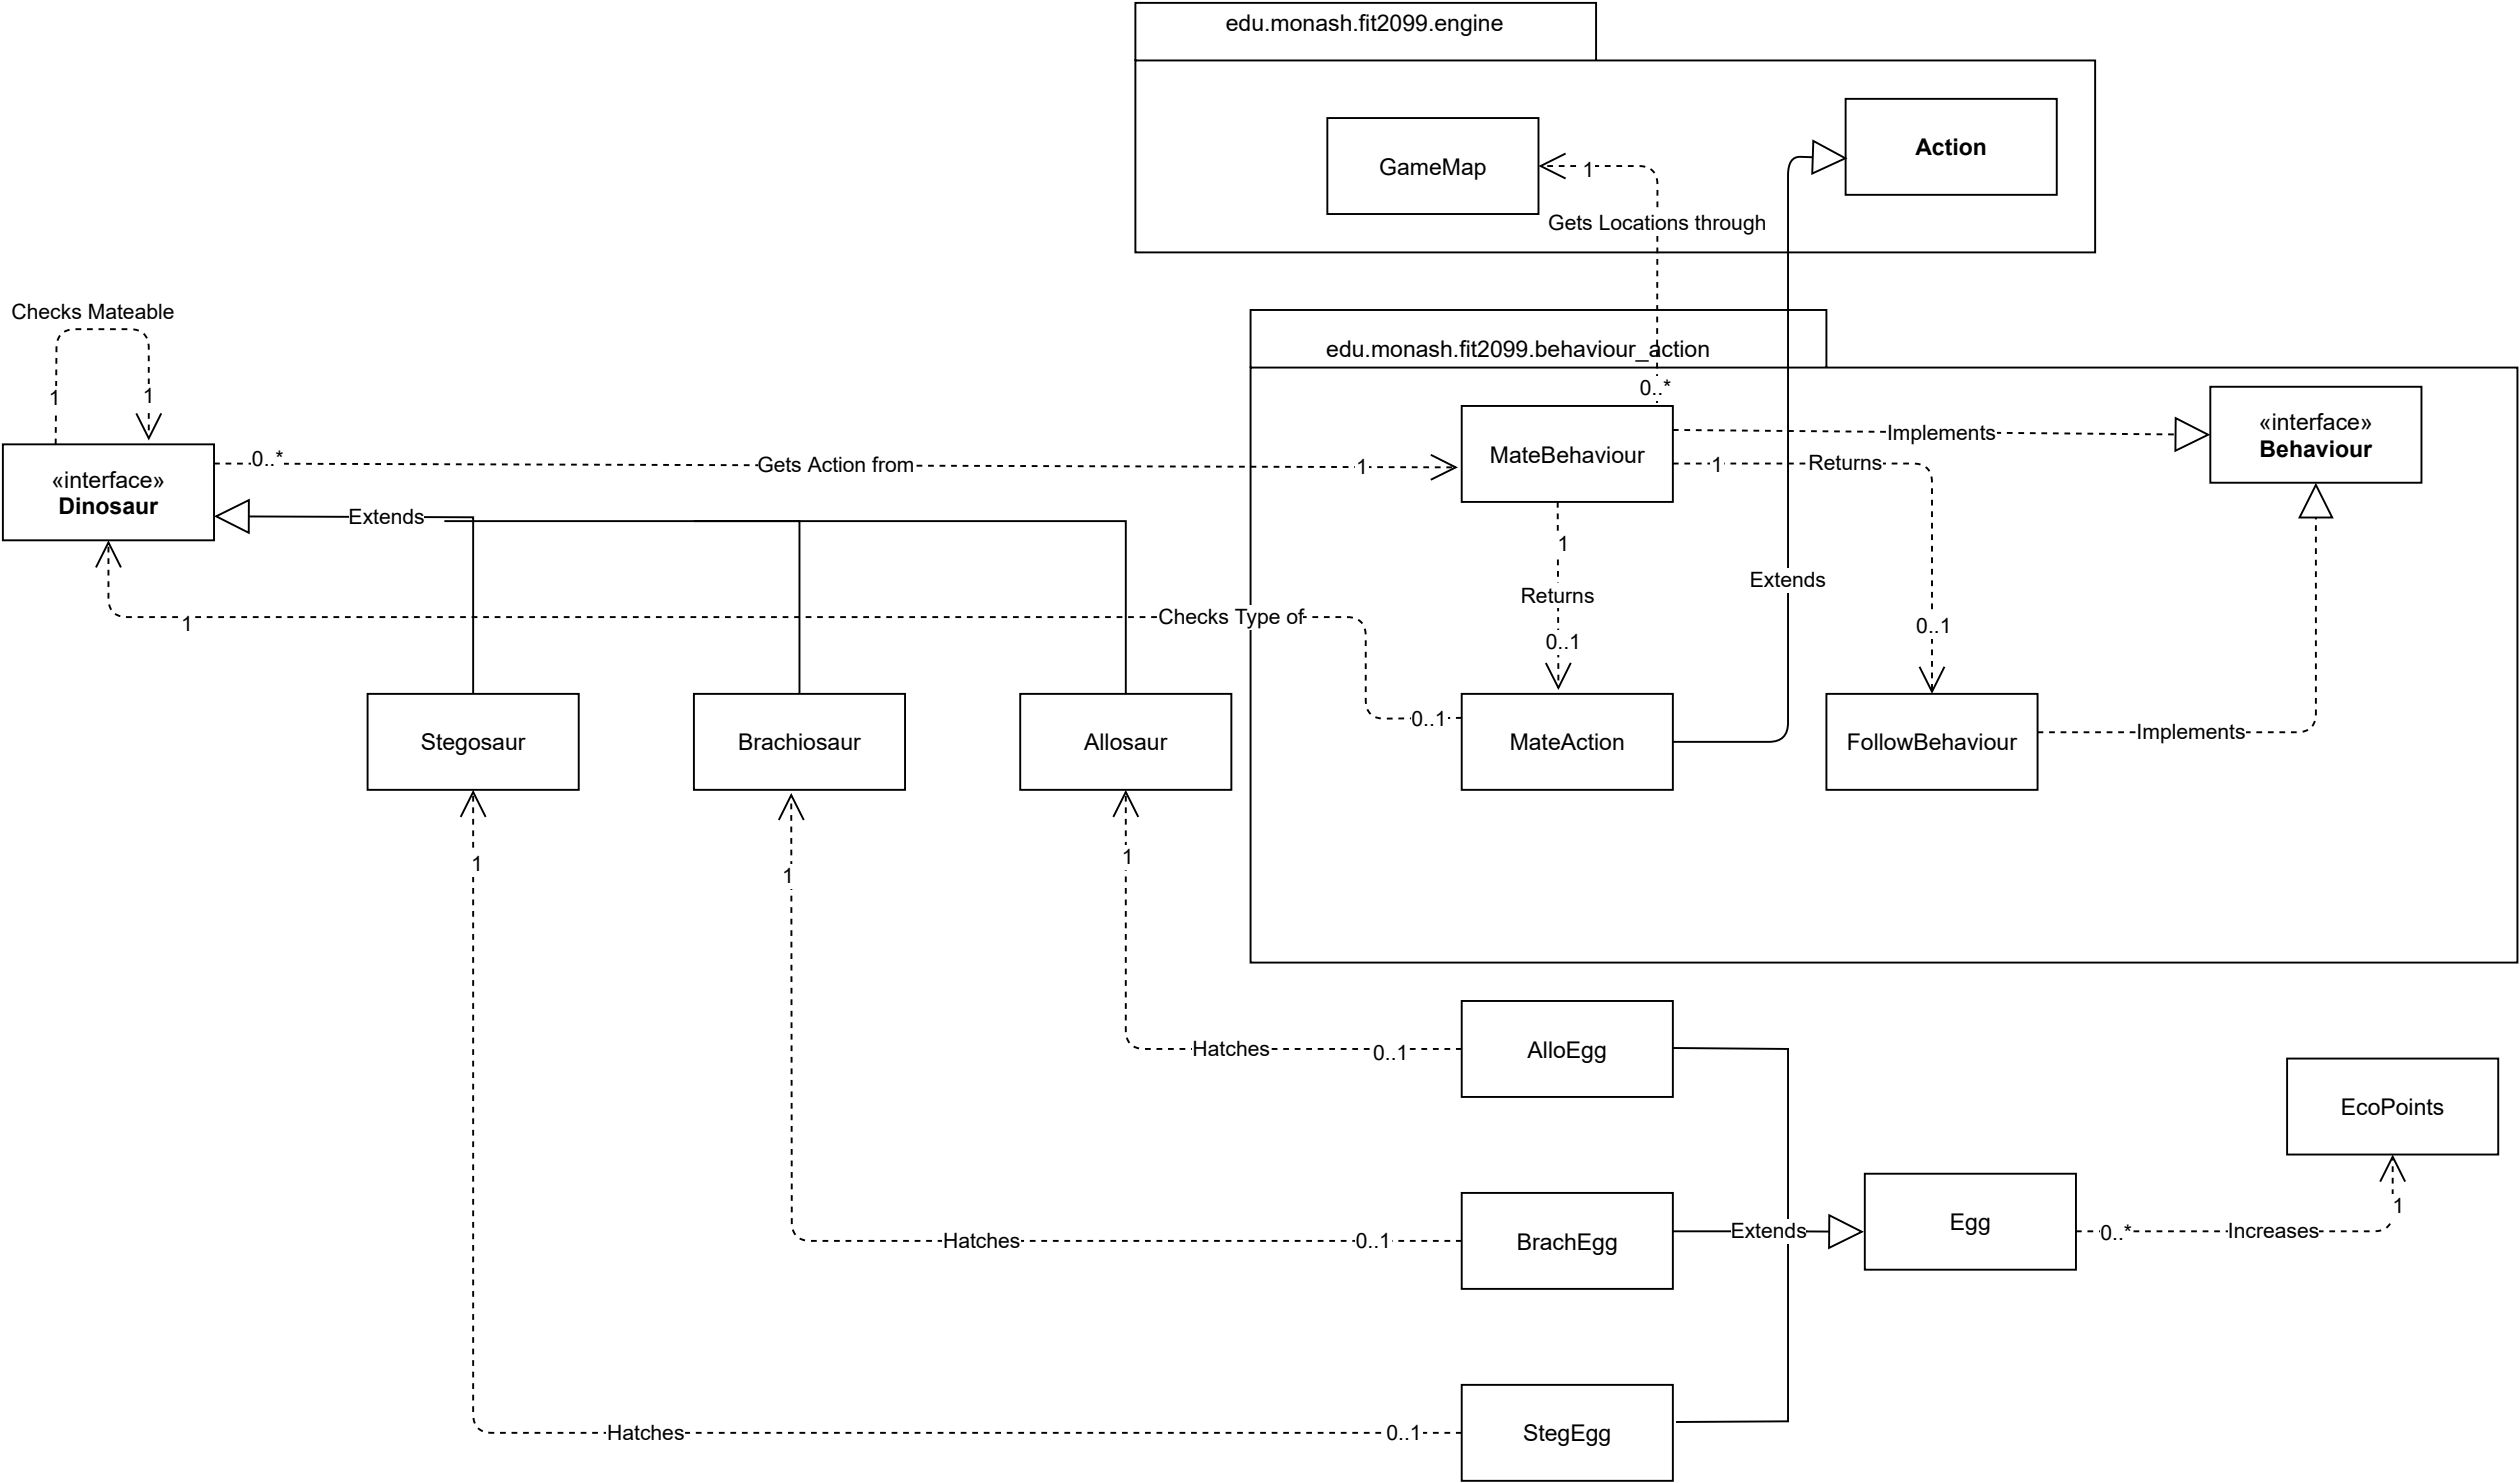 edu.monash.fit2099.engine
Action
GameMap
1
Gets Locations through
Checks Mateable
edu.monash.fit2099.behaviour_action
0..*
1
1
«interface»
Behaviour
MateBehaviour
Implements
0..*
Gets Action from
1
1
Returns
«interface»
Dinosaur
Extends
1
Extends
Returns
0..1
0..1
Checks Type of
1
0..1
Stegosaur
Brachiosaur
Allosaur
MateAction
FollowBehaviour
Implements
1
1
1
AlloEgg
Hatches
0..1
EcoPoints
1
BrachEgg
Hatches
0..1
Extends
Egg
0..*
Increases
StegEgg
Hatches
0..1